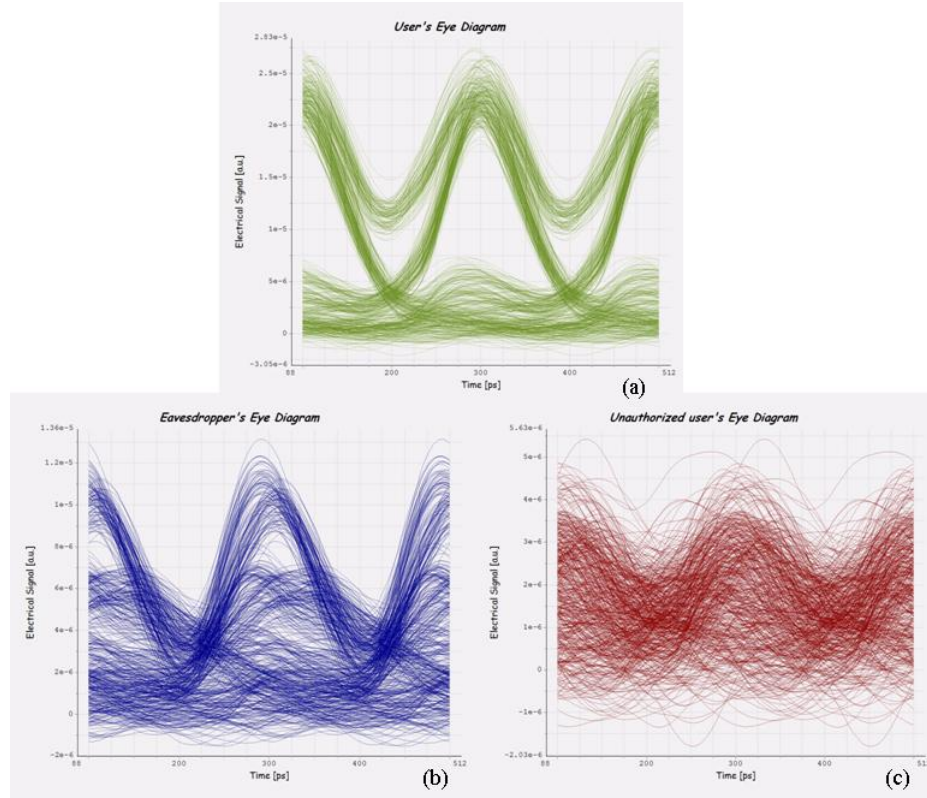 User's Eye Diagram
2.83e-5
2.5e-5
2e-5
1.5e-5
1e-5
5e-6
0
-3.05e-6
Electrical Signal [a.u.]
88 200 300 400 512
Time [ps]
(a)
Eavesdropper's Eye Diagram
1.36e-5
1.2e-5
1e-5
8e-6
6e-6
4e-6
2e-6
0
-2e-6
Electrical Signal [a.u.]
88 200 300 400 512
Time [ps]
(b)
Unauthorized user's Eye Diagram
5.63e-6
5e-6
4e-6
3e-6
2e-6
1e-6
0
-1e-6
-2.03e-6
Electrical Signal [a.u.]
88 200 300 400 512
Time [ps]
(c)